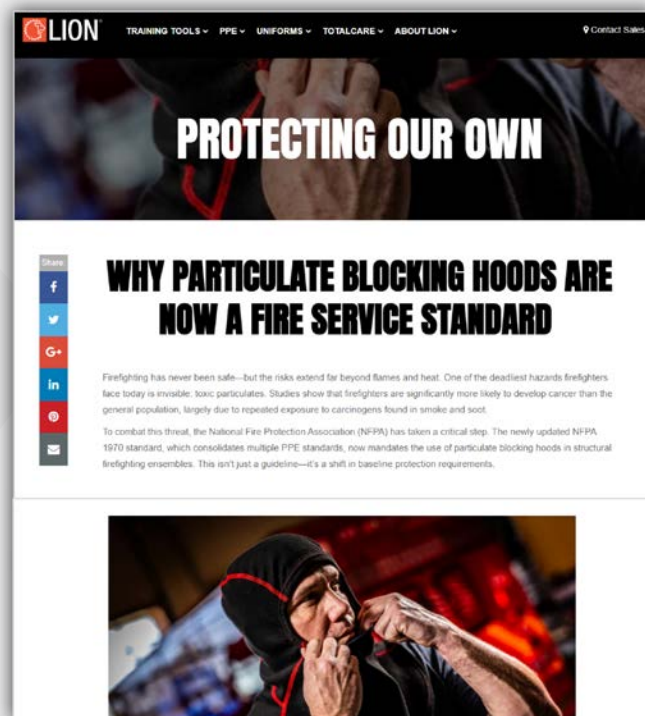 LION
TRAINING TOOLS PPE UNIFORMS TOTALCARE ABOUT LION
Contact Sales
PROTECTING OUR OWN
Share
WHY PARTICULATE BLOCKING HOODS ARE
NOW A FIRE SERVICE STANDARD
Firefighting has never been safe—but the risks extend far beyond flames and heat. One of the deadliest hazards firefighters
face today is invisible: toxic particulates. Studies show that firefighters are significantly more likely to develop cancer than the
general population, largely due to repeated exposure to carcinogens found in smoke and soot.
To combat this threat, the National Fire Protection Association (NFPA) has taken a critical step. The newly updated NFPA
1970 standard, which consolidates multiple PPE standards, now mandates the use of particulate blocking hoods in structural
firefighting ensembles. This isn't just a guideline—it's a shift in baseline protection requirements.